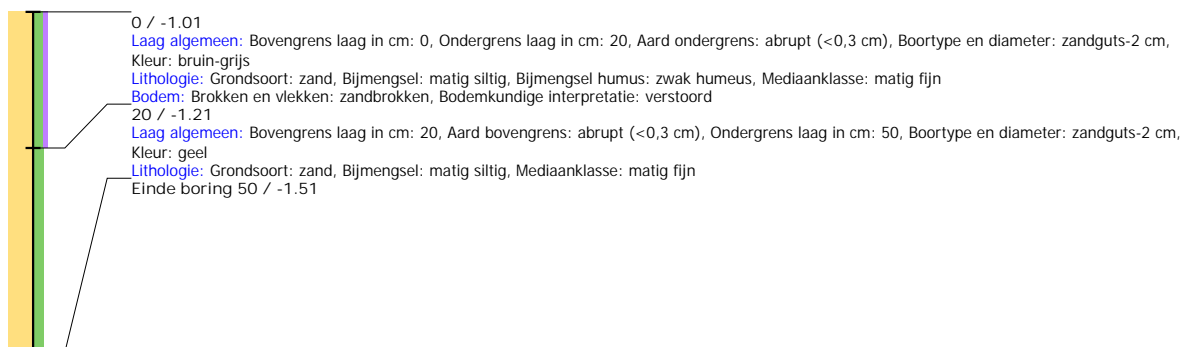 0 / -1.01
Laag algemeen: Bovengrens laag in cm: 0, Ondergrens laag in cm: 20, Aard ondergrens: abrupt (<0,3 cm), Boortype en diameter: zandguts-2 cm,
Kleur: bruin-grijs
Lithologie: Grondsoort: zand, Bijmengsel: matig siltig, Bijmengsel humus: zwak humeus, Mediaanklasse: matig fijn
Bodem: Brokken en vlekken: zandbrokken, Bodemkundige interpretatie: verstoord
20 / -1.21
Laag algemeen: Bovengrens laag in cm: 20, Aard bovengrens: abrupt (<0,3 cm), Ondergrens laag in cm: 50, Boortype en diameter: zandguts-2 cm,
Kleur: geel
Lithologie: Grondsoort: zand, Bijmengsel: matig siltig, Mediaanklasse: matig fijn
Einde boring 50 / -1.51